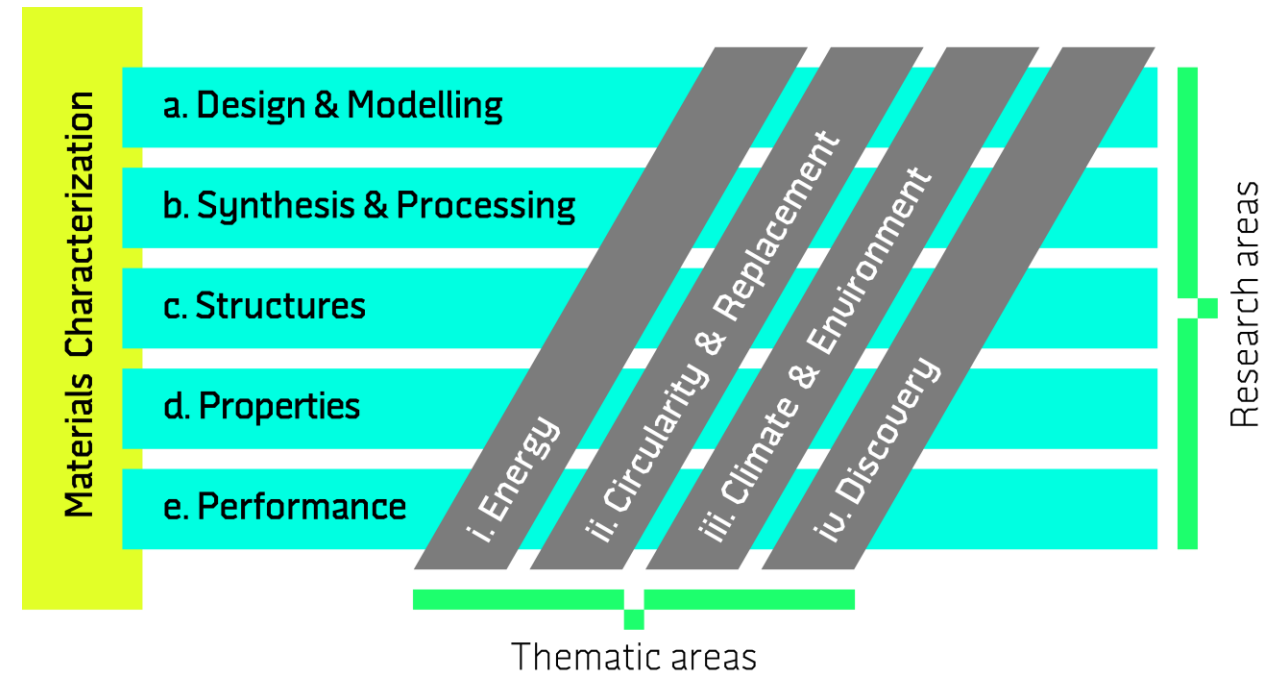 Materials Characterization
a. Design & Modelling
b. Synthesis & Processing
c. Structures
d. Properties
e. Performance
i. Energy
ii. Circularity & Replacement
iii. Climate & Environment
iv. Discovery
Research areas
Thematic areas